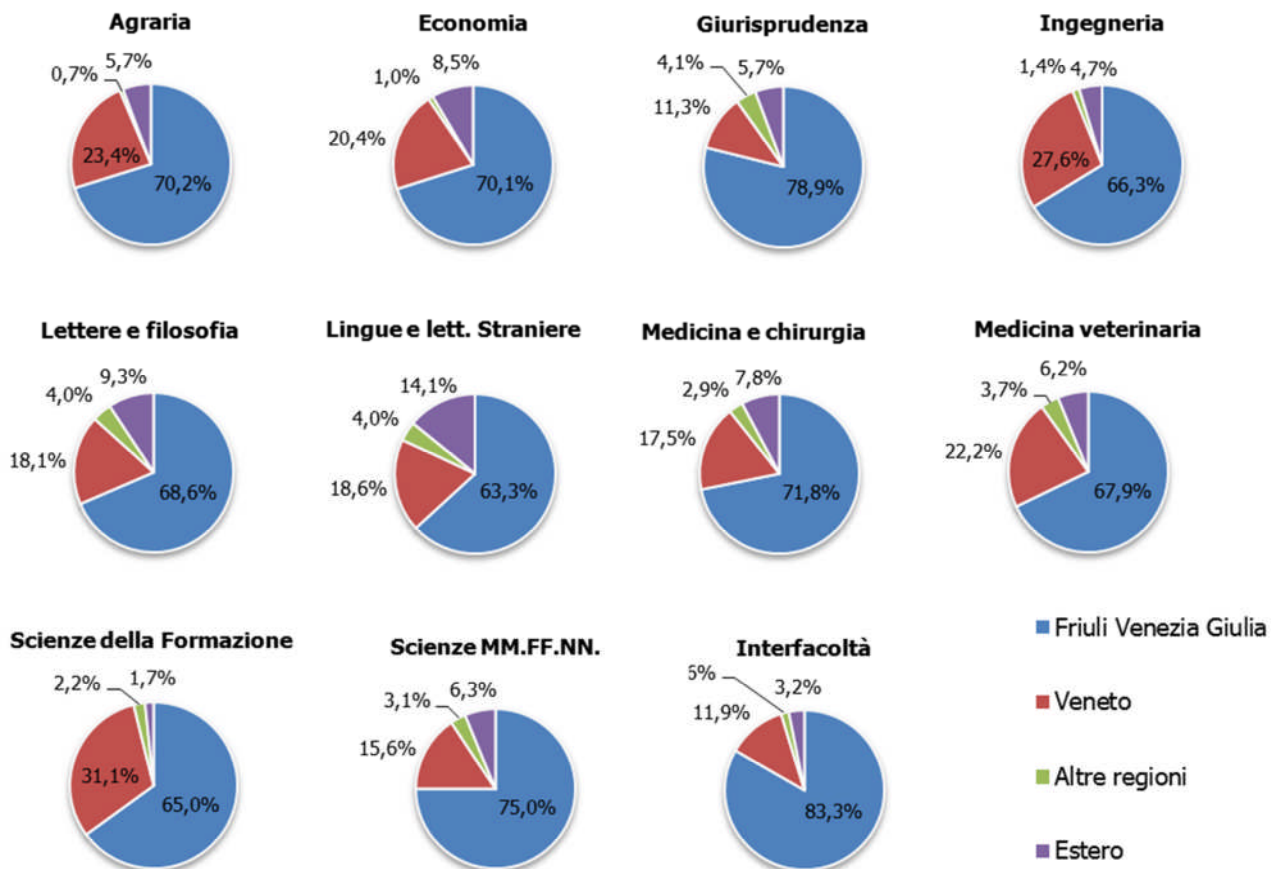 Agraria
0,7%
5,7%
23,4%
70,2%
Economia
1,0%
8,5%
20,4%
70,1%
Giurisprudenza
4,1%
5,7%
11,3%
78,9%
Ingegneria
1,4%
4,7%
27,6%
66,3%
Lettere e filosofia
4,0%
9,3%
18,1%
68,6%
Lingue e lett. Straniere
4,0%
14,1%
18,6%
63,3%
Medicina e chirurgia
2,9%
7,8%
17,5%
71,8%
Medicina veterinaria
3,7%
6,2%
22,2%
67,9%
Scienze della Formazione
2,2%
1,7%
31,1%
65,0%
Scienze MM.FF.NN.
3,1%
6,3%
15,6%
75,0%
Interfacoltà
3,2%
11,9%
83,3%
Friuli Venezia Giulia
Veneto
Altre regioni
Estero